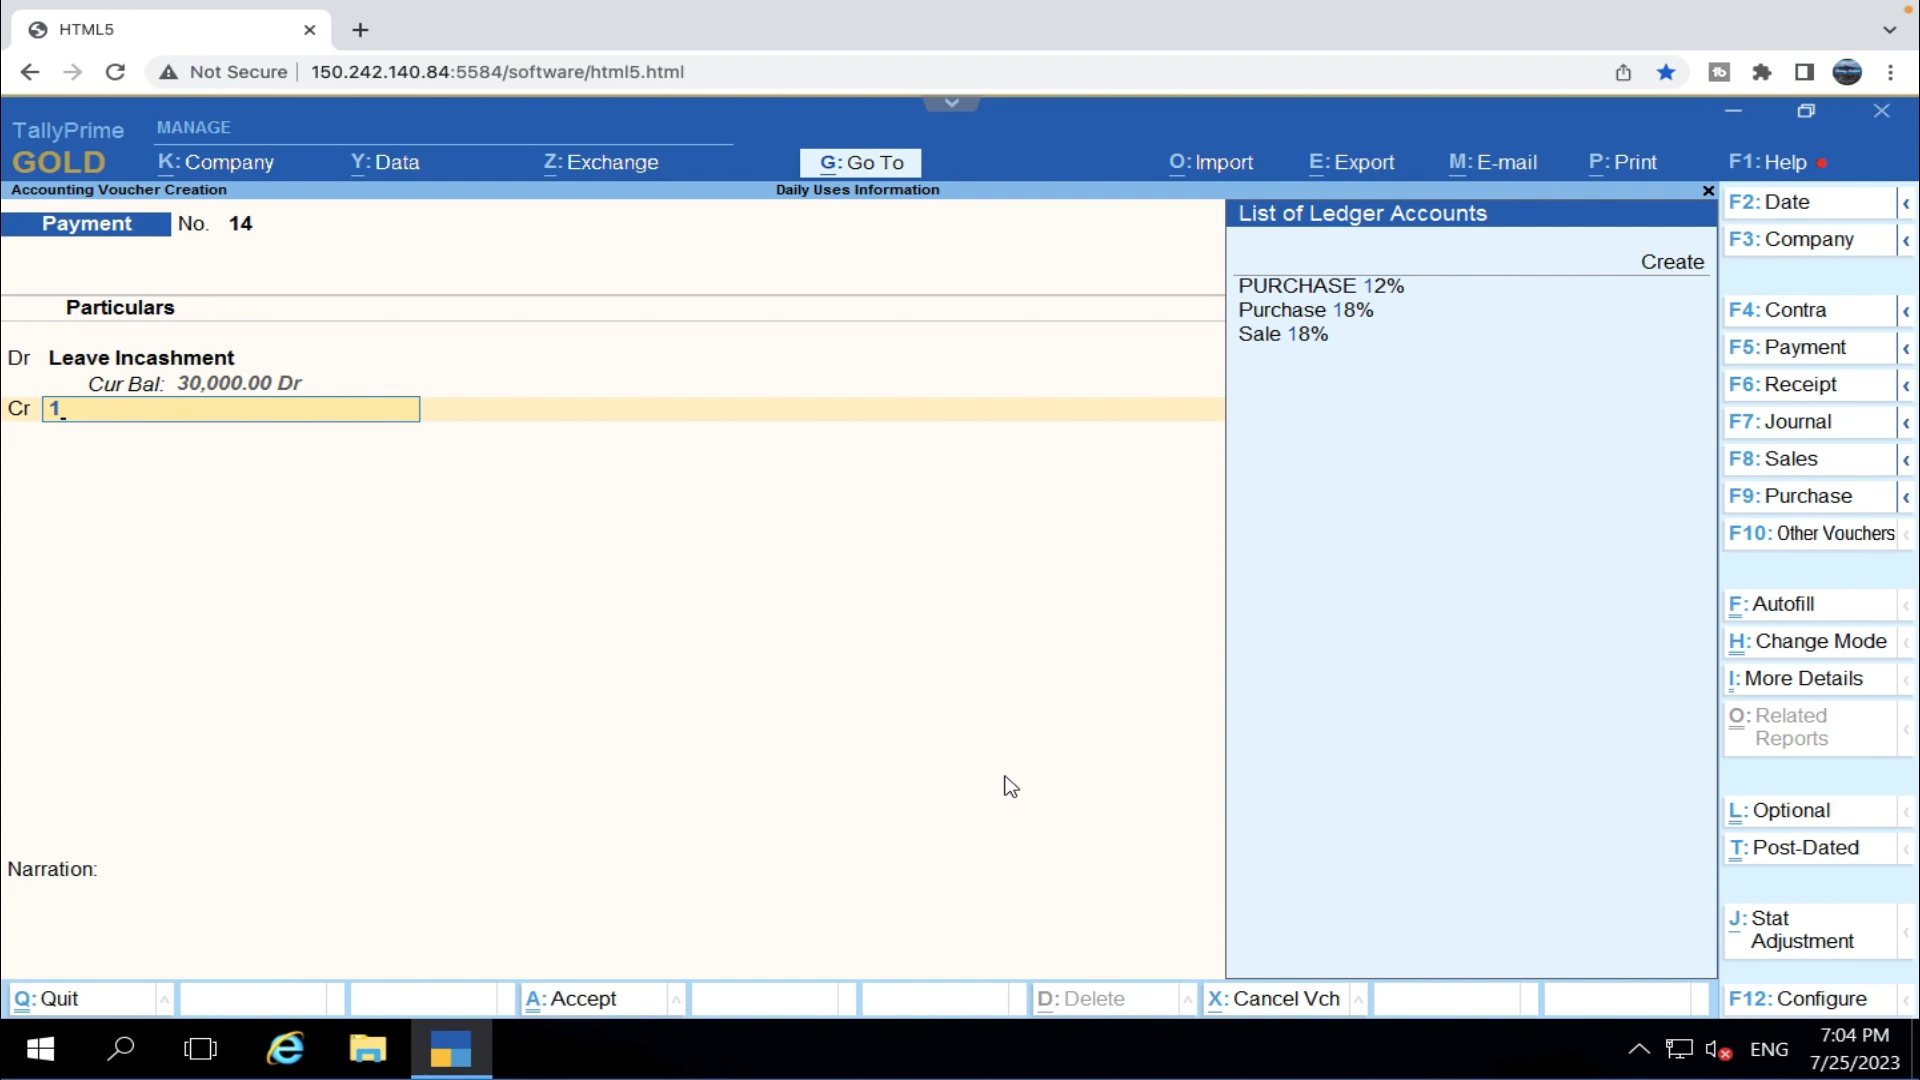 HTML5
Not Secure
150.242.140.84:5584/software/html5.html
TallyPrime
GOLD
MANAGE
K: Company
Y: Data
Z: Exchange
G: Go To
O: Import
E: Export
M: E-mail
P: Print
F1: Help
Accounting Voucher Creation
Daily Uses Information
Payment No. 14
Particulars
Dr Leave Incashment
Cur Bal: 30,000.00 Dr
Cr 1
Narration:
List of Ledger Accounts
Create
PURCHASE 12%
Purchase 18%
Sale 18%
F2: Date
F3: Company
F4: Contra
F5: Payment
F6: Receipt
F7: Journal
F8: Sales
F9: Purchase
F10: Other Vouchers
F: Autofill
H: Change Mode
I: More Details
O: Related
Reports
L: Optional
T: Post-Dated
J: Stat
Adjustment
Q: Quit
A: Accept
D: Delete
X: Cancel Vch
F12: Configure
ENG
7:04 PM
7/25/2023